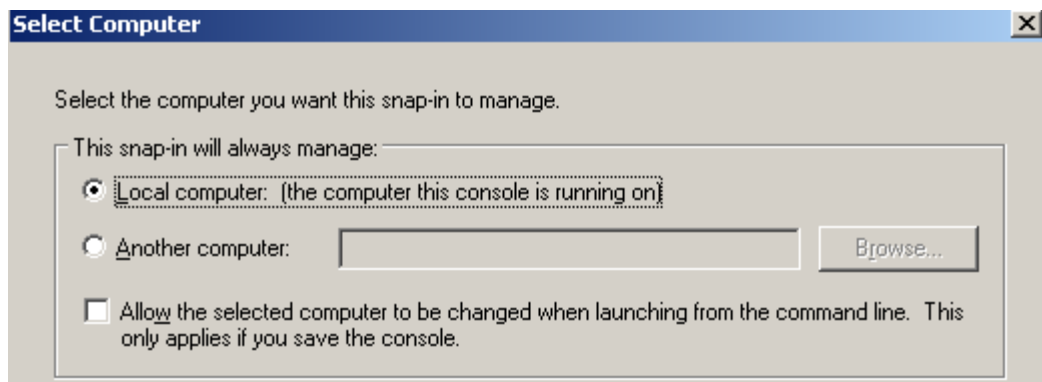 Select Computer
Select the computer you want this snap-in to manage.
This snap-in will always manage:
Local computer: (the computer this console is running on)
Another computer:
Browse...
Allow the selected computer to be changed when launching from the command line. This
only applies if you save the console.